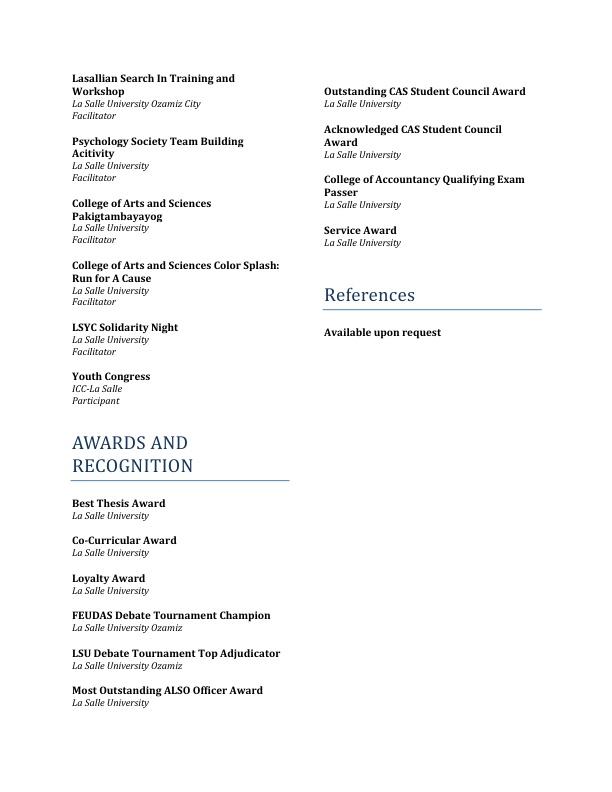 Lasallian Search In Training and
Workshop
La Salle University Ozamiz City
Facilitator
Psychology Society Team Building
Acitivity
La Salle University
Facilitator
College of Arts and Sciences
Pakigtambayayog
La Salle University
Facilitator
College of Arts and Sciences Color Splash:
Run for A Cause
La Salle University
Facilitator
LSYC Solidarity Night
La Salle University
Facilitator
Youth Congress
ICC-La Salle
Participant
AWARDS AND
RECOGNITION
Best Thesis Award
La Salle University
Co-Curricular Award
La Salle University
Loyalty Award
La Salle University
FEUDAS Debate Tournament Champion
La Salle University Ozamiz
LSU Debate Tournament Top Adjudicator
La Salle University Ozamiz
Most Outstanding ALSO Officer Award
La Salle University
Outstanding CAS Student Council Award
La Salle University
Acknowledged CAS Student Council
Award
La Salle University
College of Accountancy Qualifying Exam
Passer
La Salle University
Service Award
La Salle University
References
Available upon request